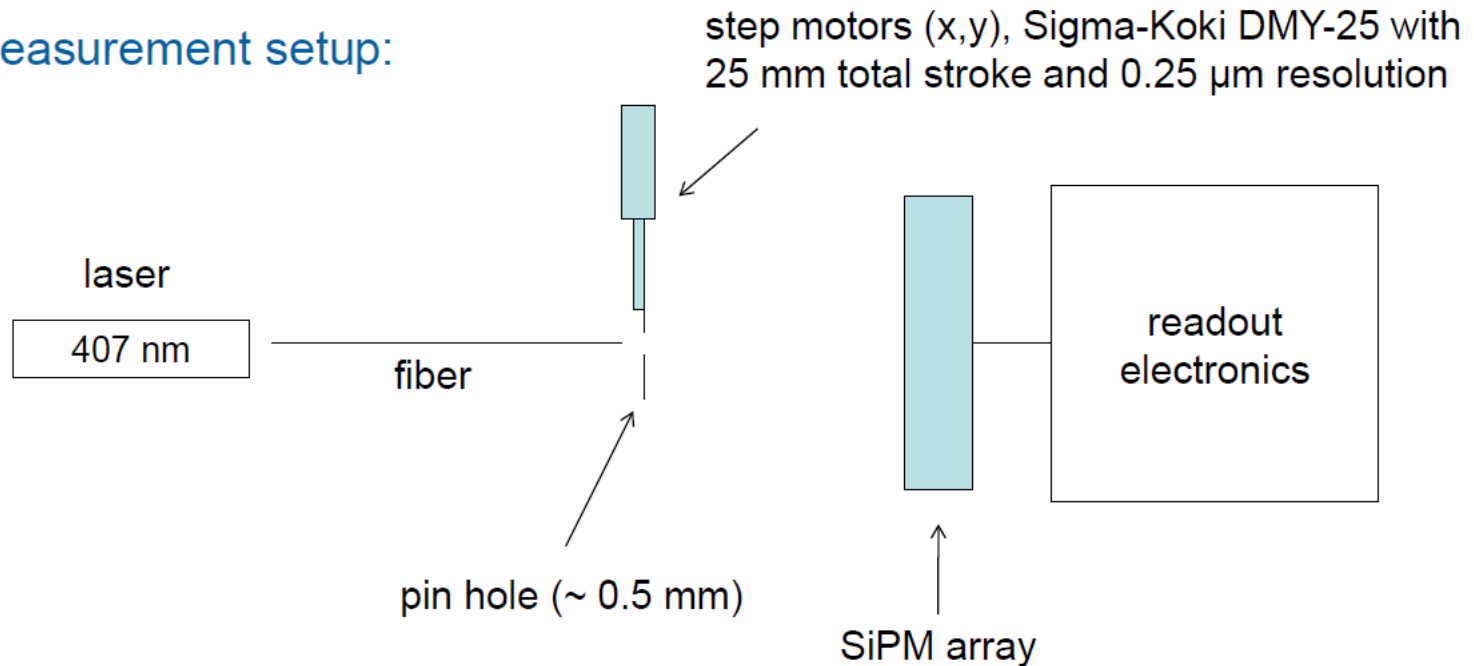 easurement setup:
step motors (x,y), Sigma-Koki DMY-25 with
25 mm total stroke and 0.25 µm resolution
laser
407 nm
fiber
readout
electronics
pin hole (~ 0.5 mm)
SiPM array